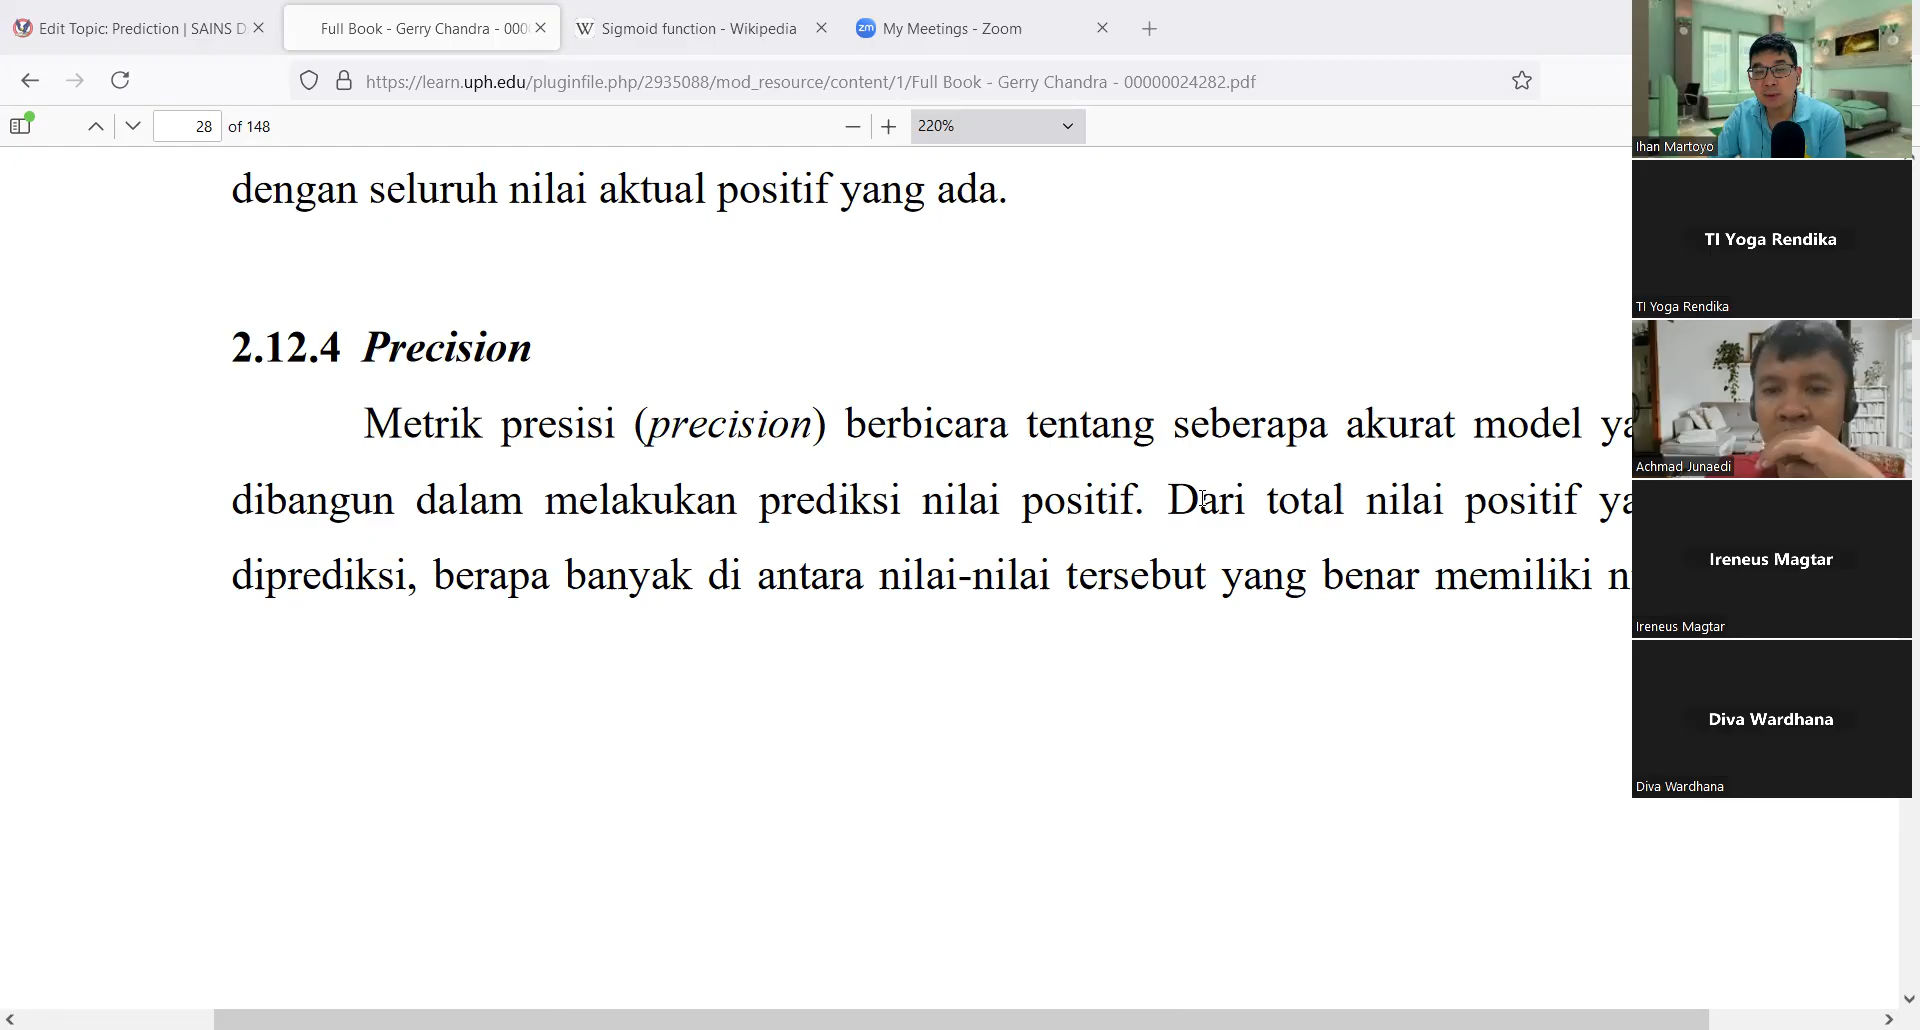 Edit Topic: Prediction | SAINS D
Full Book - Gerry Chandra - 000
W Sigmoid function - Wikipedia
zm My Meetings - Zoom
https://learn.uph.edu/pluginfile.php/2935088/mod_resource/content/1/Full Book - Gerry Chandra - 00000024282.pdf
28 of 148
220%
dengan seluruh nilai aktual positif yang ada.
2.12.4 Precision
Metrik presisi (precision) berbicara tentang seberapa akurat model ya
dibangun dalam melakukan prediksi nilai positif. Dari total nilai positif ya
diprediksi, berapa banyak di antara nilai-nilai tersebut yang benar memiliki n
Ihan Martoyo
TI Yoga Rendika
TI Yoga Rendika
Achmad Junaedi
Ireneus Magtar
Ireneus Magtar
Diva Wardhana
Diva Wardhana